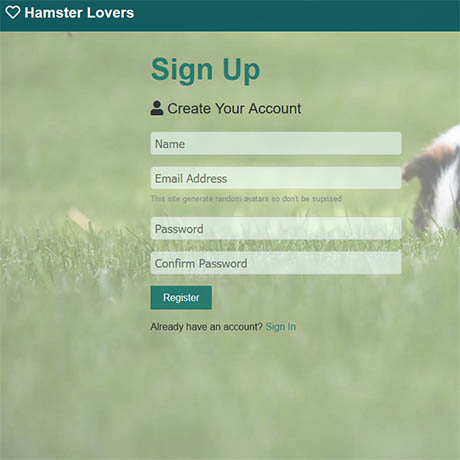 Hamster Lovers
Sign Up
Create Your Account
Name
Email Address
This site generate random avatars so don't be suprised
Password
Confirm Password
Register
Already have an account? Sign In